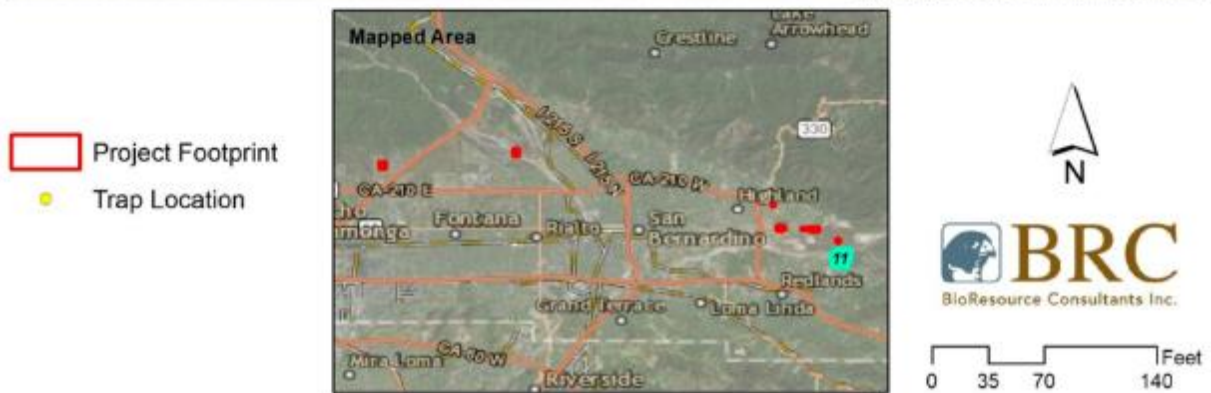 Mapped Area
Crestline
Lake
Arrowhead
330
I-215 S
I-215 N
CA-210 E
CA-210 W
Highland
Fontana
Rialto
San
Bernardino
11
Redlands
Grand Terrace
Loma Linda
CA-60 W
Mira Loma
Riverside
Project Footprint
Trap Location
N
BRC
BioResource Consultants Inc.
Feet
0 35 70 140